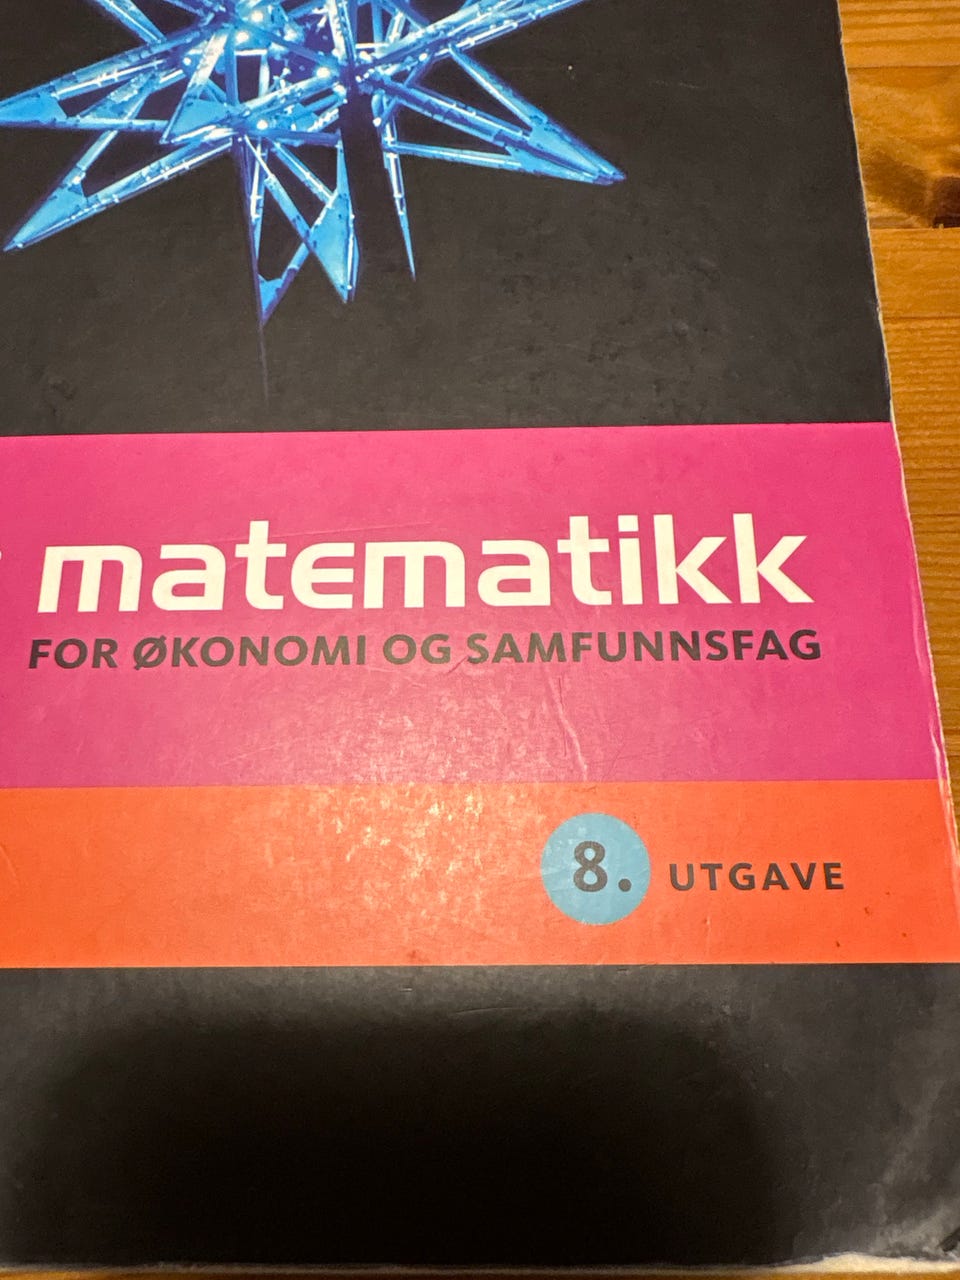 matematikk
FOR ØKONOMI OG SAMFUNNSFAG
8. UTGAVE